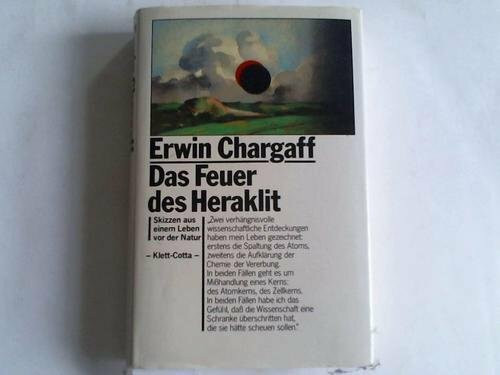 Erwin Chargaff
Das Feuer
des Heraklit
Skizzen aus
einem Leben
vor der Natur
– Klett-Cotta –
„Zwei verhängnisvolle
wissenschaftliche Entdeckungen
haben mein Leben gezeichnet:
erstens die Spaltung des Atoms,
zweitens die Aufklärung der
Chemie der Vererbung.
In beiden Fällen geht es um
Mißhandlung eines Kerns:
des Atomkerns, des Zellkerns.
In beiden Fällen habe ich das
Gefühl, daß die Wissenschaft eine
Schranke überschritten hat,
die sie hätte scheuen sollen.“